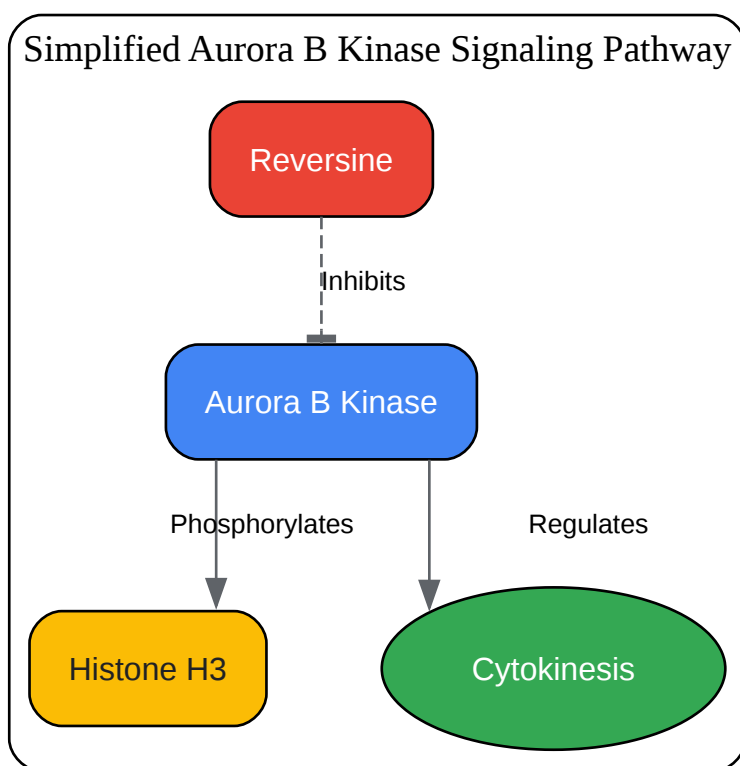 Simplified Aurora B Kinase Signaling Pathway
Reversine
Inhibits
Aurora B Kinase
Phosphorylates
Regulates
Histone H3
Cytokinesis